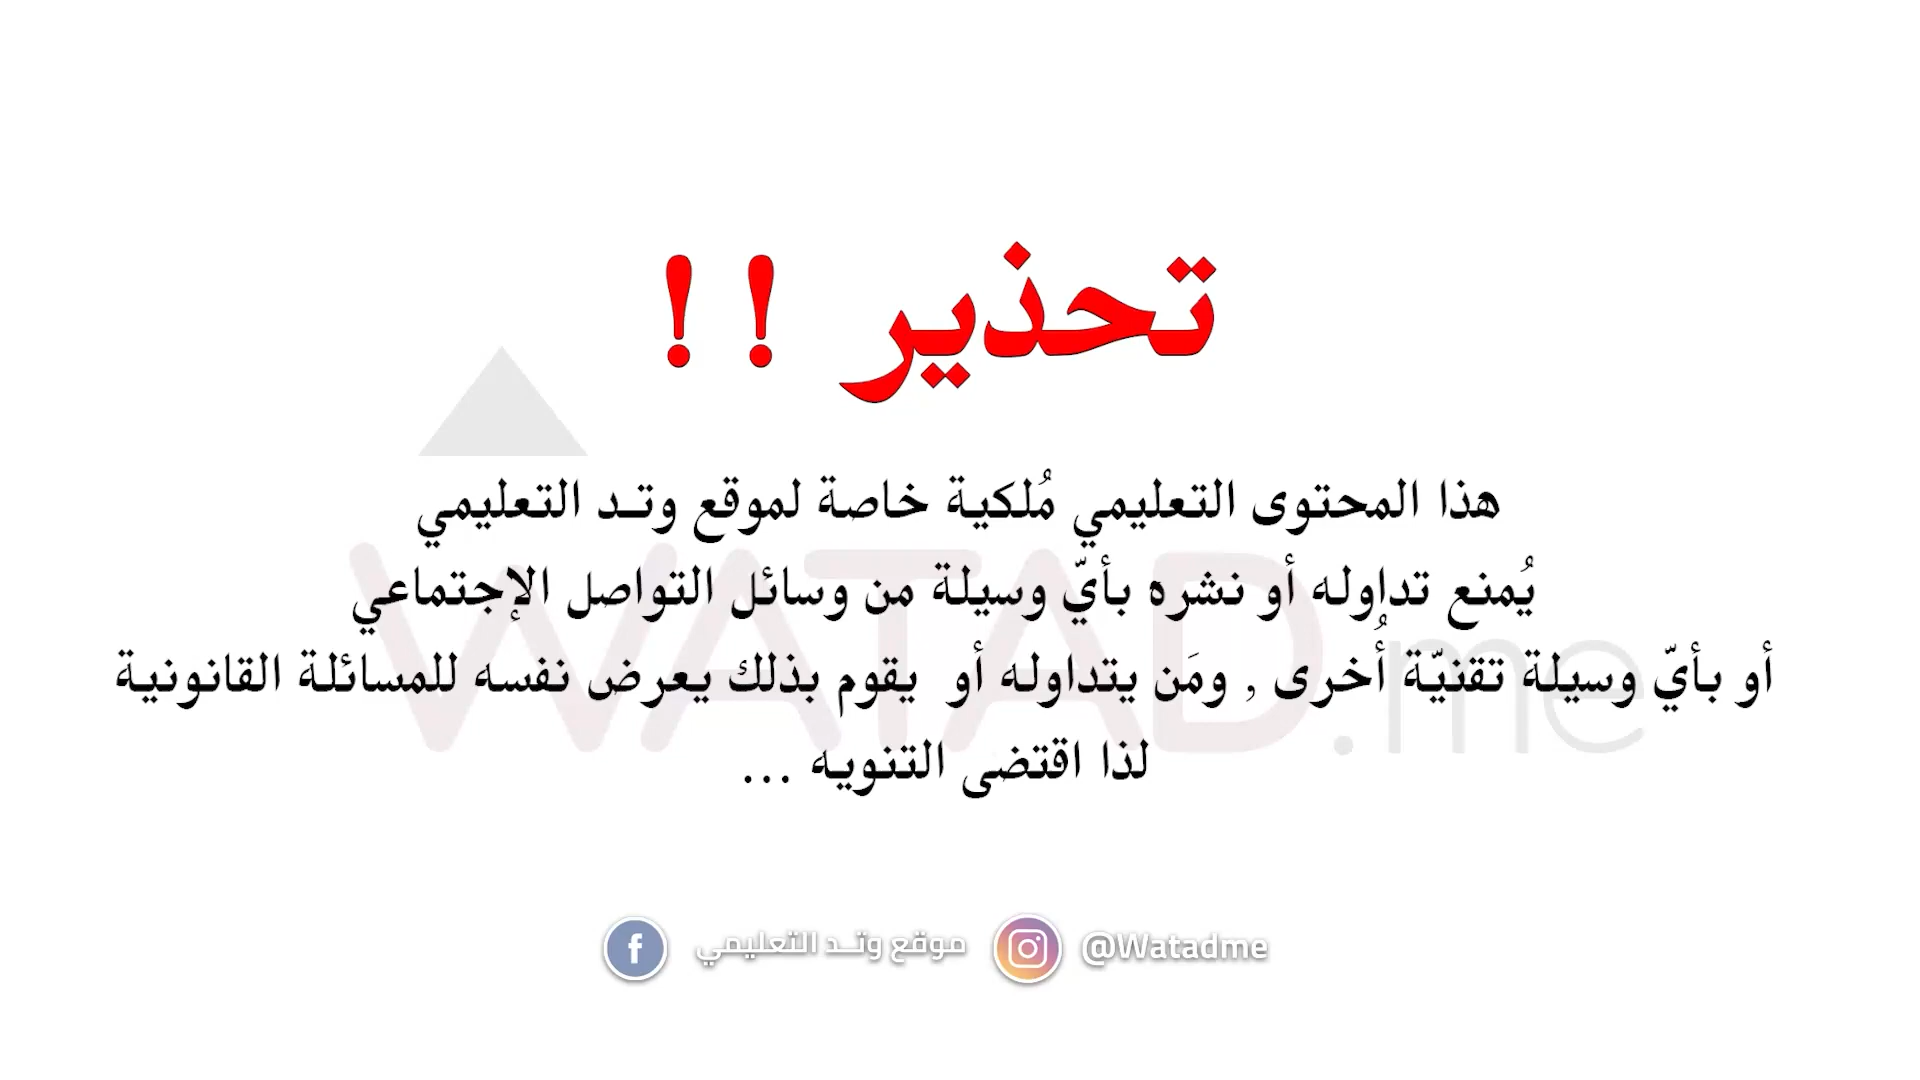 تحذير ! !
هذا المحتوى التعليمي مُلكية خاصة لموقع وتـد التعليمي
يُمنع تداوله أو نشره بأيّ وسيلة من وسائل التواصل الإجتماعي
أو بأيّ وسيلة تقنيّة أُخرى , ومَن يتداوله أو يقوم بذلك يعرض نفسه للمسائلة القانونية
لذا اقتضى التنويه ...
WATAD.me
@Watadme موقع وتـد التعليمي